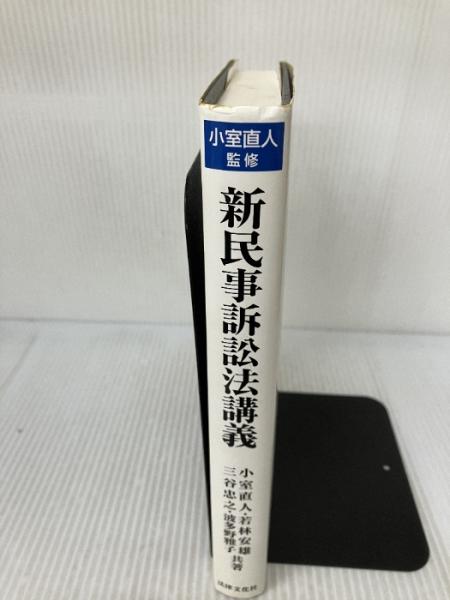 小室直人
監修
新民事訴訟法講義
小室直人・若林安雄
三谷忠之・波多野雅子 共著
法律文化社